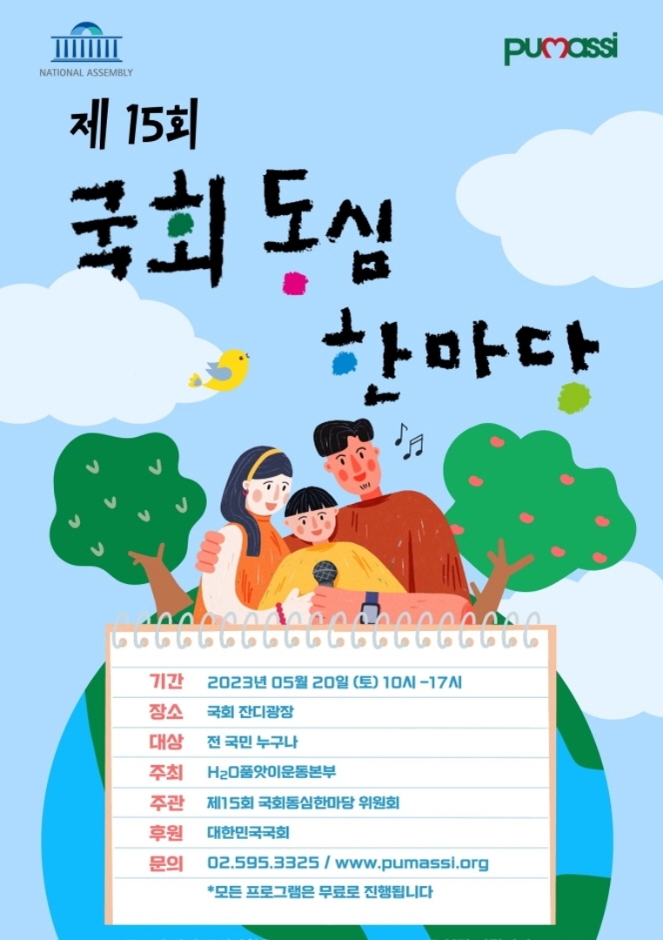 NATIONAL ASSEMBLY
pumassi
제 15회
국회 동심
한마당
기간 2023년 05월 20일 (토) 10시 -17시
장소 국회 잔디광장
대상 전 국민 누구나
주최 H₂O품앗이운동본부
주관 제15회 국회동심한마당 위원회
후원 대한민국국회
문의 02.595.3325 / www.pumassi.org
*모든 프로그램은 무료로 진행됩니다